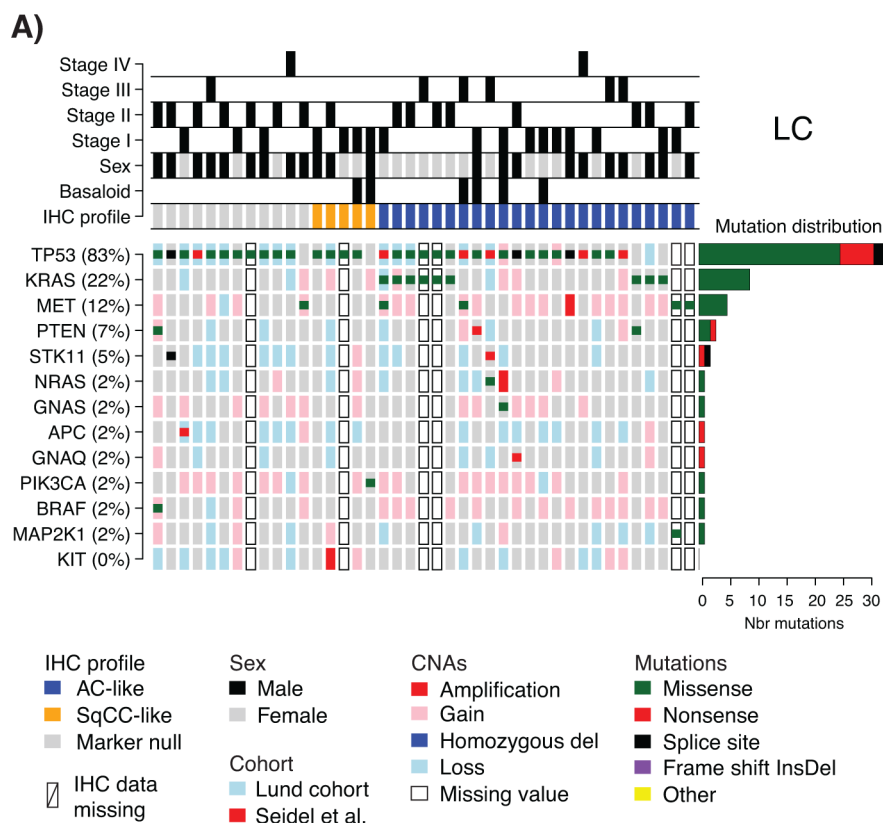 A)
Stage IV
Stage III
Stage II
Stage I
Sex
Basaloid
IHC profile
LC
Mutation distribution
TP53 (83%)
KRAS (22%)
MET (12%)
PTEN (7%)
STK11 (5%)
NRAS (2%)
GNAS (2%)
APC (2%)
GNAQ (2%)
PIK3CA (2%)
BRAF (2%)
MAP2K1 (2%)
KIT (0%)
0 5 10 15 20 25 30
Nbr mutations
IHC profile
AC-like
SqCC-like
Marker null
IHC data
missing
Sex
Male
Female
Cohort
Lund cohort
Seidel et al.
CNAs
Amplification
Gain
Homozygous del
Loss
Missing value
Mutations
Missense
Nonsense
Splice site
Frame shift InsDel
Other